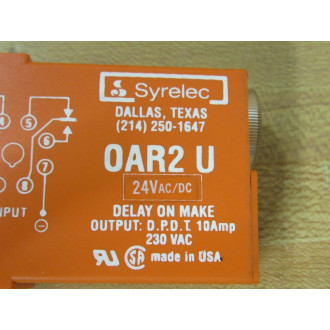 Syrelec
DALLAS, TEXAS
(214) 250-1647
OAR2 U
24VAC/DC
DELAY ON MAKE
OUTPUT: D.P.D.T. 10Amp
230 VAC
made in USA
5
6
7
8
PUT